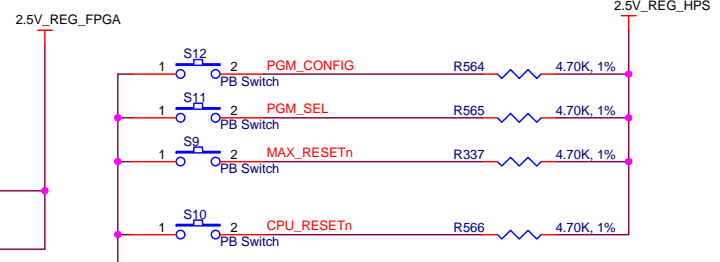 2.5V_REG_FPGA
2.5V_REG_HPS
S12
1 2 PGM_CONFIG R564 4.70K, 1%
PB Switch
S11
1 2 PGM_SEL R565 4.70K, 1%
PB Switch
S9
1 2 MAX_RESETn R337 4.70K, 1%
PB Switch
S10
1 2 CPU_RESETn R566 4.70K, 1%
PB Switch